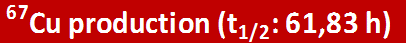 ⁶⁷Cu production (t₁/₂: 61,83 h)